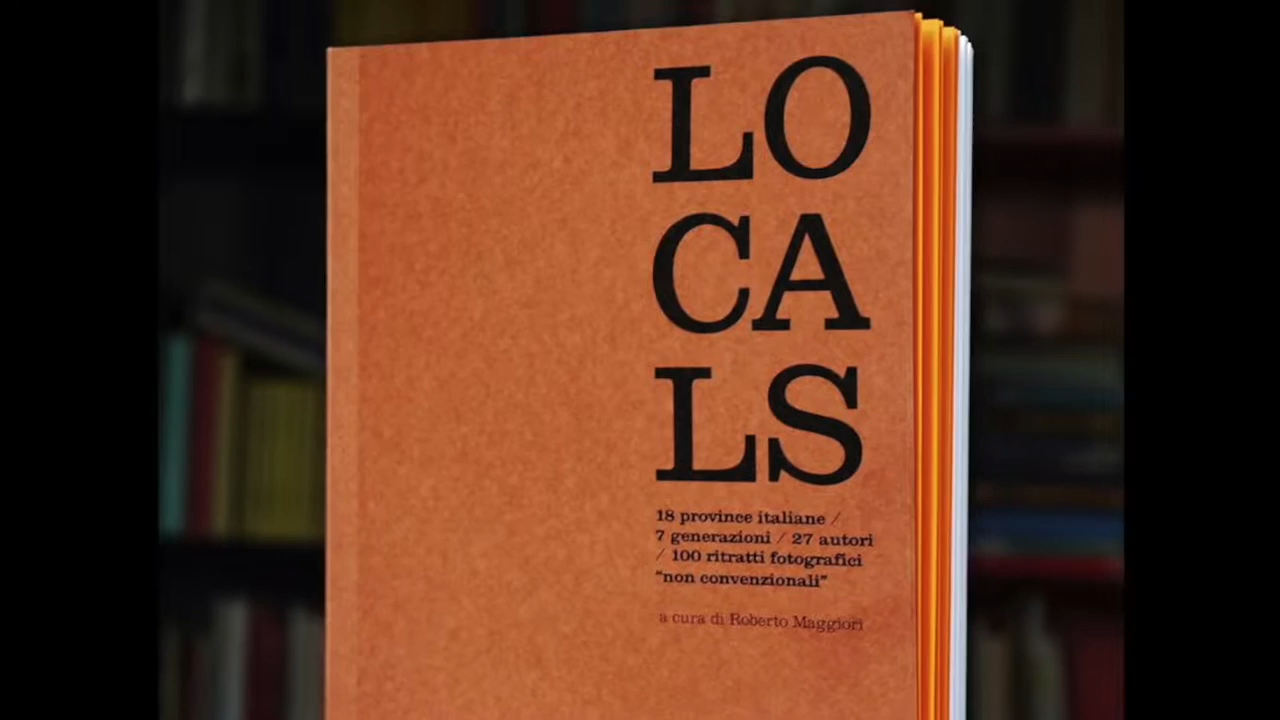 LO
CA
LS
18 province italiane /
7 generazioni / 27 autori
/ 100 ritratti fotografici
"non convenzionali"
a cura di Roberto Maggiori